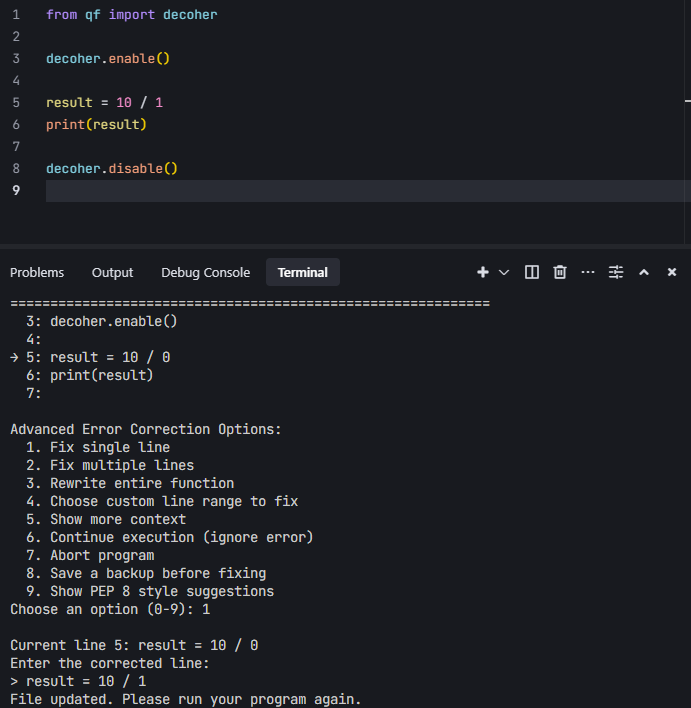 1 from qf import decoher
2
3 decoher.enable()
4
5 result = 10 / 1
6 print(result)
7
8 decoher.disable()
9
Problems Output Debug Console Terminal
============================================================
3: decoher.enable()
4:
→ 5: result = 10 / 0
6: print(result)
7:
Advanced Error Correction Options:
1. Fix single line
2. Fix multiple lines
3. Rewrite entire function
4. Choose custom line range to fix
5. Show more context
6. Continue execution (ignore error)
7. Abort program
8. Save a backup before fixing
9. Show PEP 8 style suggestions
Choose an option (0-9): 1
Current line 5: result = 10 / 0
Enter the corrected line:
> result = 10 / 1
File updated. Please run your program again.